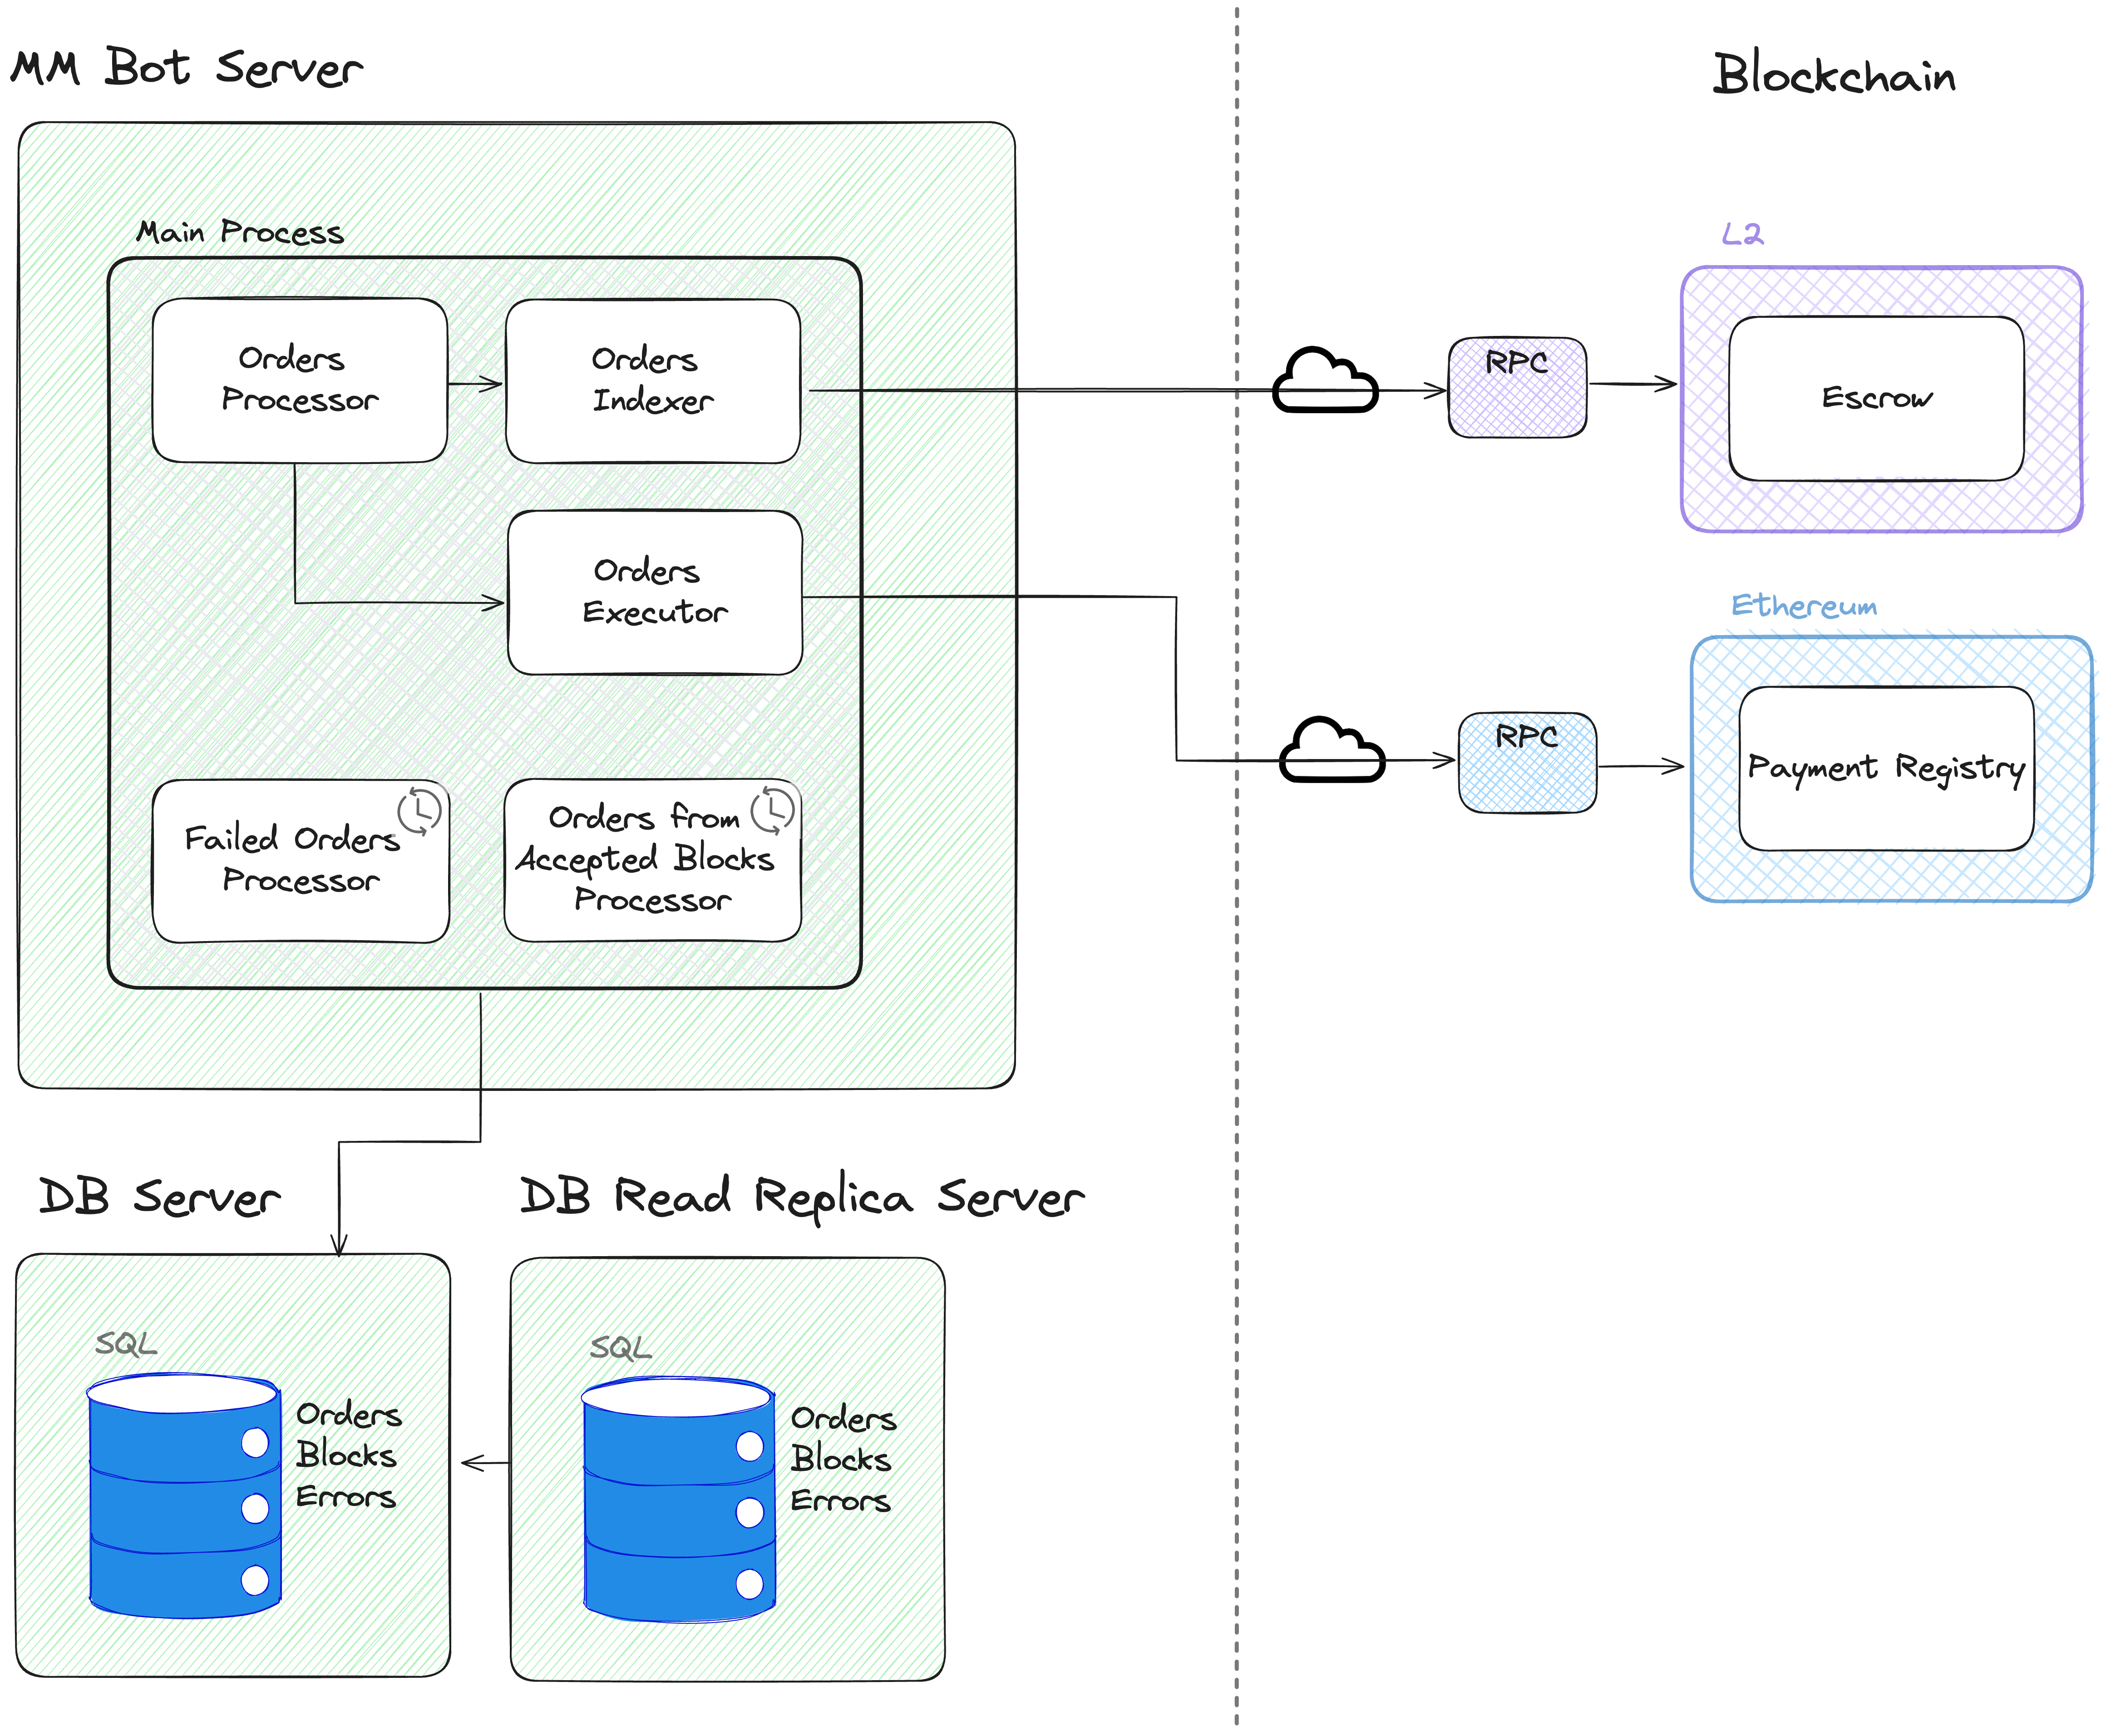 MM Bot Server
Blockchain
Main Process
Orders
Processor
Orders
Indexer
Orders
Executor
Failed Orders
Processor
Orders from
Accepted Blocks
Processor
RPC
L2
Escrow
RPC
Ethereum
Payment Registry
DB Server
SQL
Orders
Blocks
Errors
DB Read Replica Server
SQL
Orders
Blocks
Errors